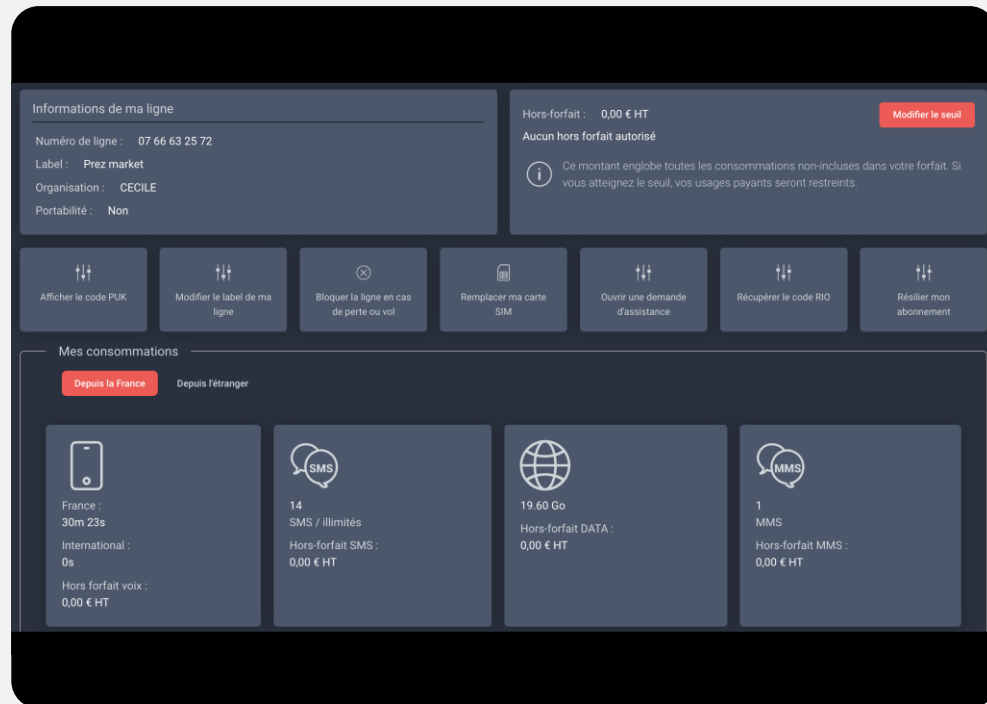 Informations de ma ligne
Numéro de ligne : 07 66 63 25 72
Label : Prez market
Organisation : CECILE
Portabilité : Non
Hors-forfait : 0,00 € HT
Modifier le seuil
Aucun hors forfait autorisé
Ce montant englobe toutes les consommations non-incluses dans votre forfait. Si
vous atteignez le seuil, vos usages payants seront restreints.
Afficher le code PUK
Modifier le label de ma
ligne
Bloquer la ligne en cas
de perte ou vol
Remplacer ma carte
SIM
Ouvrir une demande
d'assistance
Récupérer le code RIO
Résilier mon
abonnement
Mes consommations
Depuis la France
Depuis l'étranger
France :
30m 23s
International :
0s
Hors forfait voix :
0,00 € HT
SMS
14
SMS / illimités
Hors-forfait SMS :
0,00 € HT
19.60 Go
Hors-forfait DATA :
0,00 € HT
MMS
1
MMS
Hors-forfait MMS :
0,00 € HT